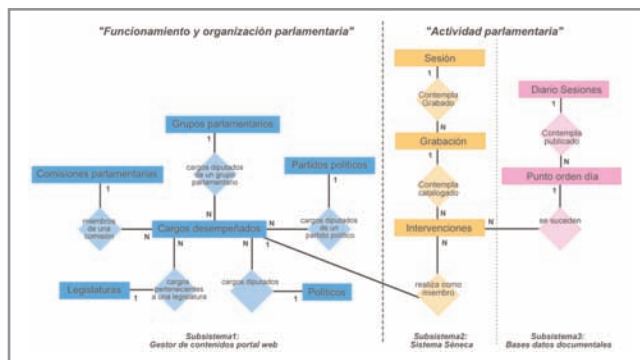 "Funcionamiento y organización parlamentaria"
"Actividad parlamentaria"
Sesión
1
Contempla
Grabado
N
Grabación
1
Contempla
catalogado
N
Intervenciones
N
N
realiza como
miembro
Diario Sesiones
1
Contempla
publicado
N
Punto orden día
1
se suceden
Grupos parlamentarios
1
cargos diputados
de un grupo
parlamentario
N
Comisiones parlamentarias
1
miembros
de una
comisión
N
Partidos políticos
1
cargos diputados
de un
partido político
N
Cargos desempeñados
N
N
1
Legislaturas
1
cargos
pertenecientes
a una legislatura
cargos diputados
Políticos
1
Subsistema1:
Gestor de contenidos portal web
Subsistema2:
Sistema Séneca
Subsistema3:
Bases datos documentales